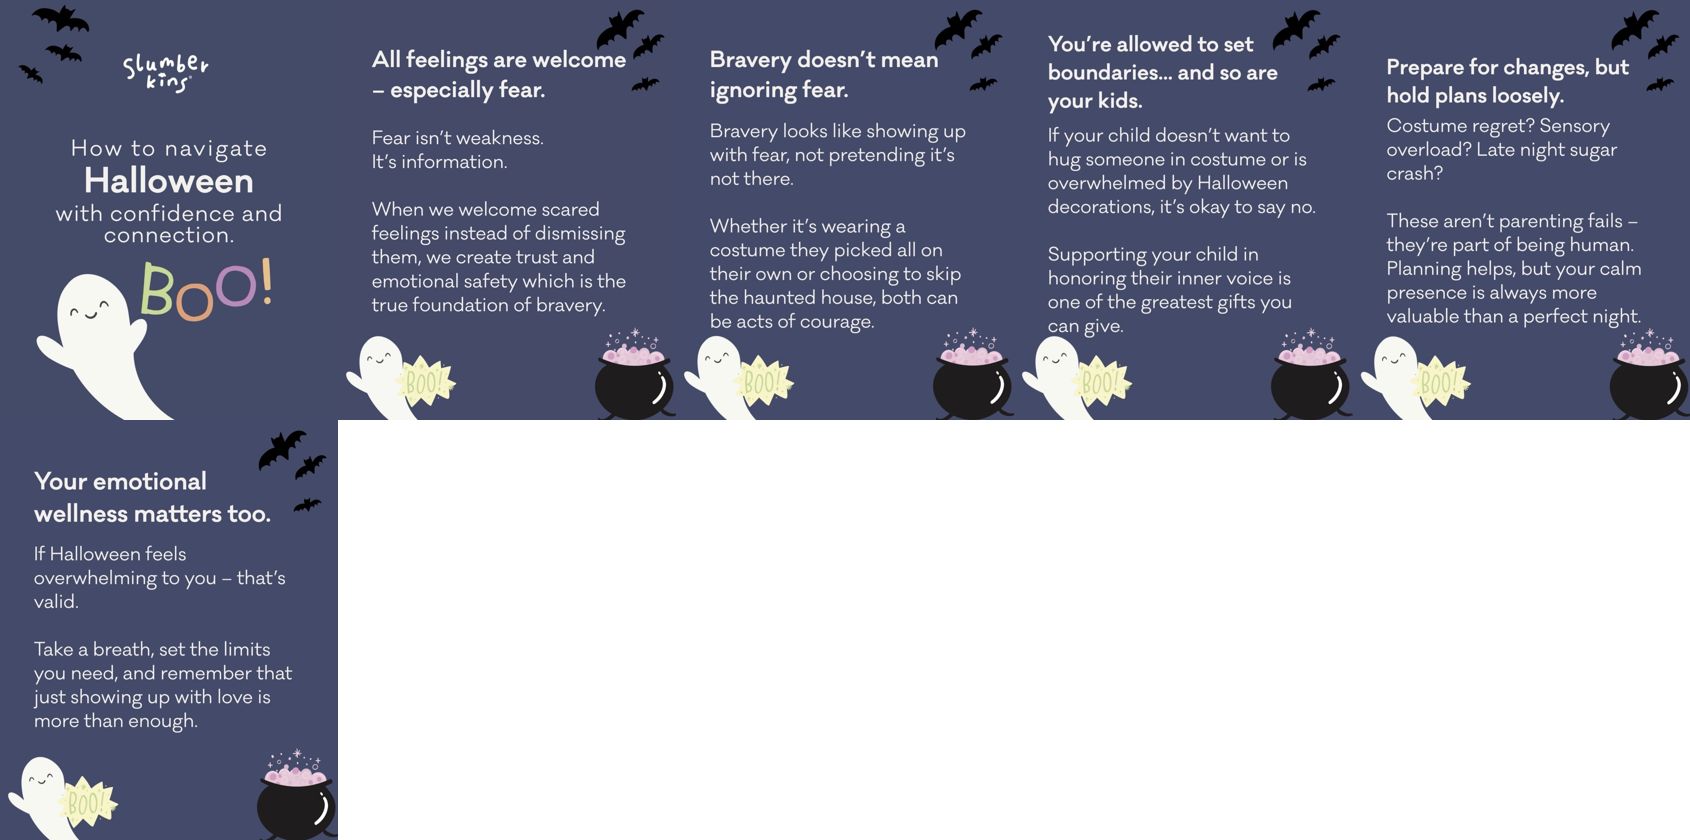 slumber
kins
How to navigate
Halloween
with confidence and
connection.
BOO!
All feelings are welcome
– especially fear.
Fear isn't weakness.
It's information.
When we welcome scared
feelings instead of dismissing
them, we create trust and
emotional safety which is the
true foundation of bravery.
BOO!
Bravery doesn't mean
ignoring fear.
Bravery looks like showing up
with fear, not pretending it's
not there.
Whether it's wearing a
costume they picked all on
their own or choosing to skip
the haunted house, both can
be acts of courage.
BOO!
You're allowed to set
boundaries... and so are
your kids.
If your child doesn't want to
hug someone in costume or is
overwhelmed by Halloween
decorations, it's okay to say no.
Supporting your child in
honoring their inner voice is
one of the greatest gifts you
can give.
BOO!
Prepare for changes, but
hold plans loosely.
Costume regret? Sensory
overload? Late night sugar
crash?
These aren't parenting fails –
they're part of being human.
Planning helps, but your calm
presence is always more
valuable than a perfect night.
BOO!
Your emotional
wellness matters too.
If Halloween feels
overwhelming to you – that's
valid.
Take a breath, set the limits
you need, and remember that
just showing up with love is
more than enough.
BOO!